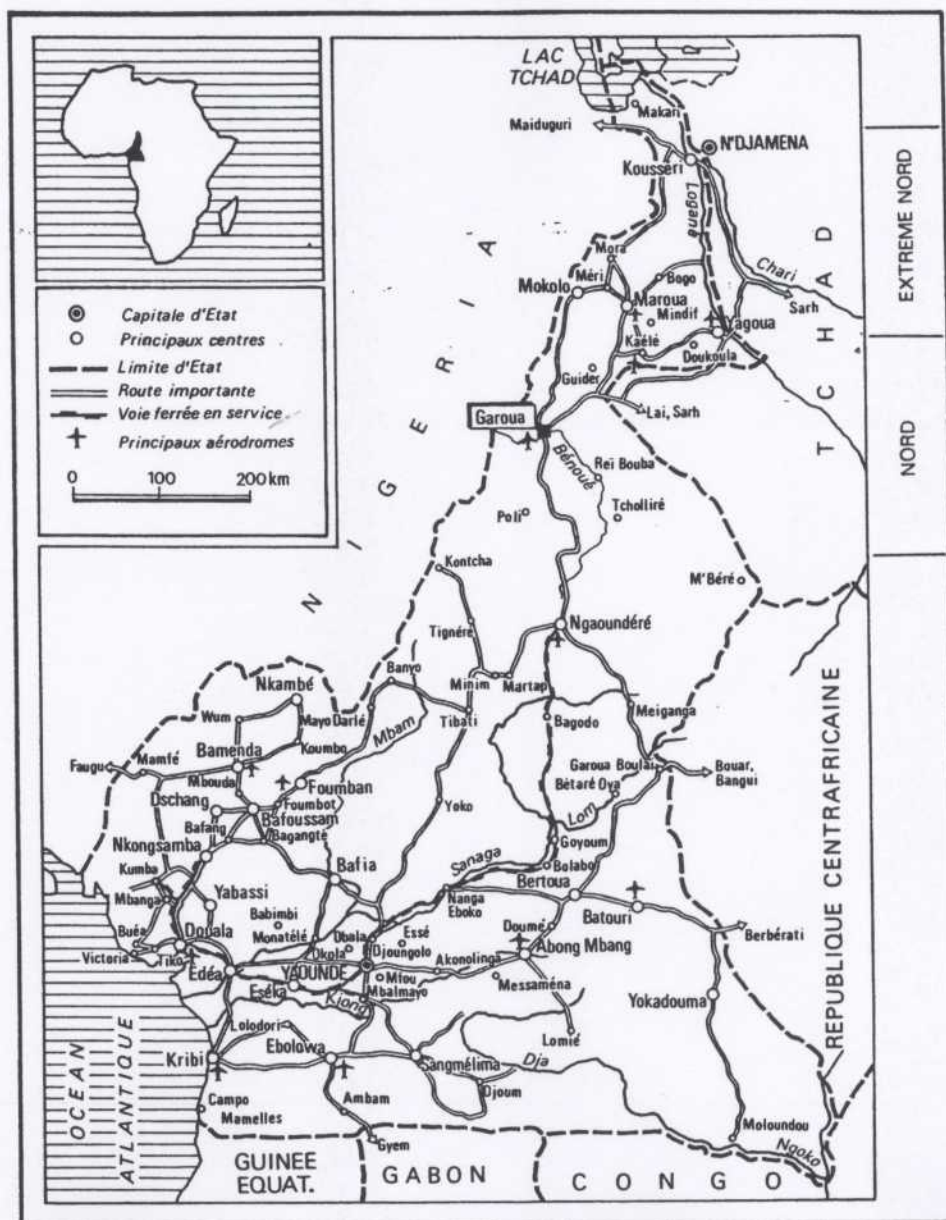 LAC
TCHAD
Makari
Maiduguri
N'DJAMENA
Kousseri
Logane
EXTREME NORD
NORD
TCHAD
NIGERIA
Chari
Sarh
Mora
Méri
Bogo
Mokolo
Maroua
Mindif
Yagoua
Kaélé
Doukoula
Guider
Lai, Sarh
Capitale d'Etat
Principaux centres
Limite d'Etat
Route importante
Voie ferrée en service
Principaux aérodromes
0 100 200 km
Garoua
Bénoué
Reï Bouba
Poli
Tcholliré
Kontcha
M'Béré
Tignére
Ngaoundéré
Banyo
Minim
Martap
Nkambé
Mayo Darlé
Wum
Mbam
Tibati
Bagodo
Meiganga
Koumbo
Bamenda
Mamfé
Faugu
Mbouda
Foumban
Garoua Boulaï
Bouar,
Bangui
Bétaré Oya
Dschang
Foumbot
Bafoussam
Yoko
Lom
Bafang
Bagangté
Goyoum
Nkongsamba
Sanaga
Bolabo
Kumba
Bafia
Bertoua
Yabassi
Mbanga
Nanga
Eboko
Batouri
Babimbi
Monatélé
Obala
Essé
Doumé
Berbérati
Buéa
Douala
Okola
Djoungolo
Abong Mbang
Victoria
Tiko
Edéa
YAOUNDE
Akonolinga
Mfou
Messaména
Eséka
Mbalmayo
Kiong
Yokadouma
Lolodori
Lomié
Kribi
Ebolowa
Sangmélima
Dja
Djoum
Campo
Ambam
Mamelles
Gyem
Moloundou
Ngoko
OCEAN
ATLANTIQUE
GUINEE
EQUAT.
GABON
CONGO
REPUBLIQUE CENTRAFRICAINE